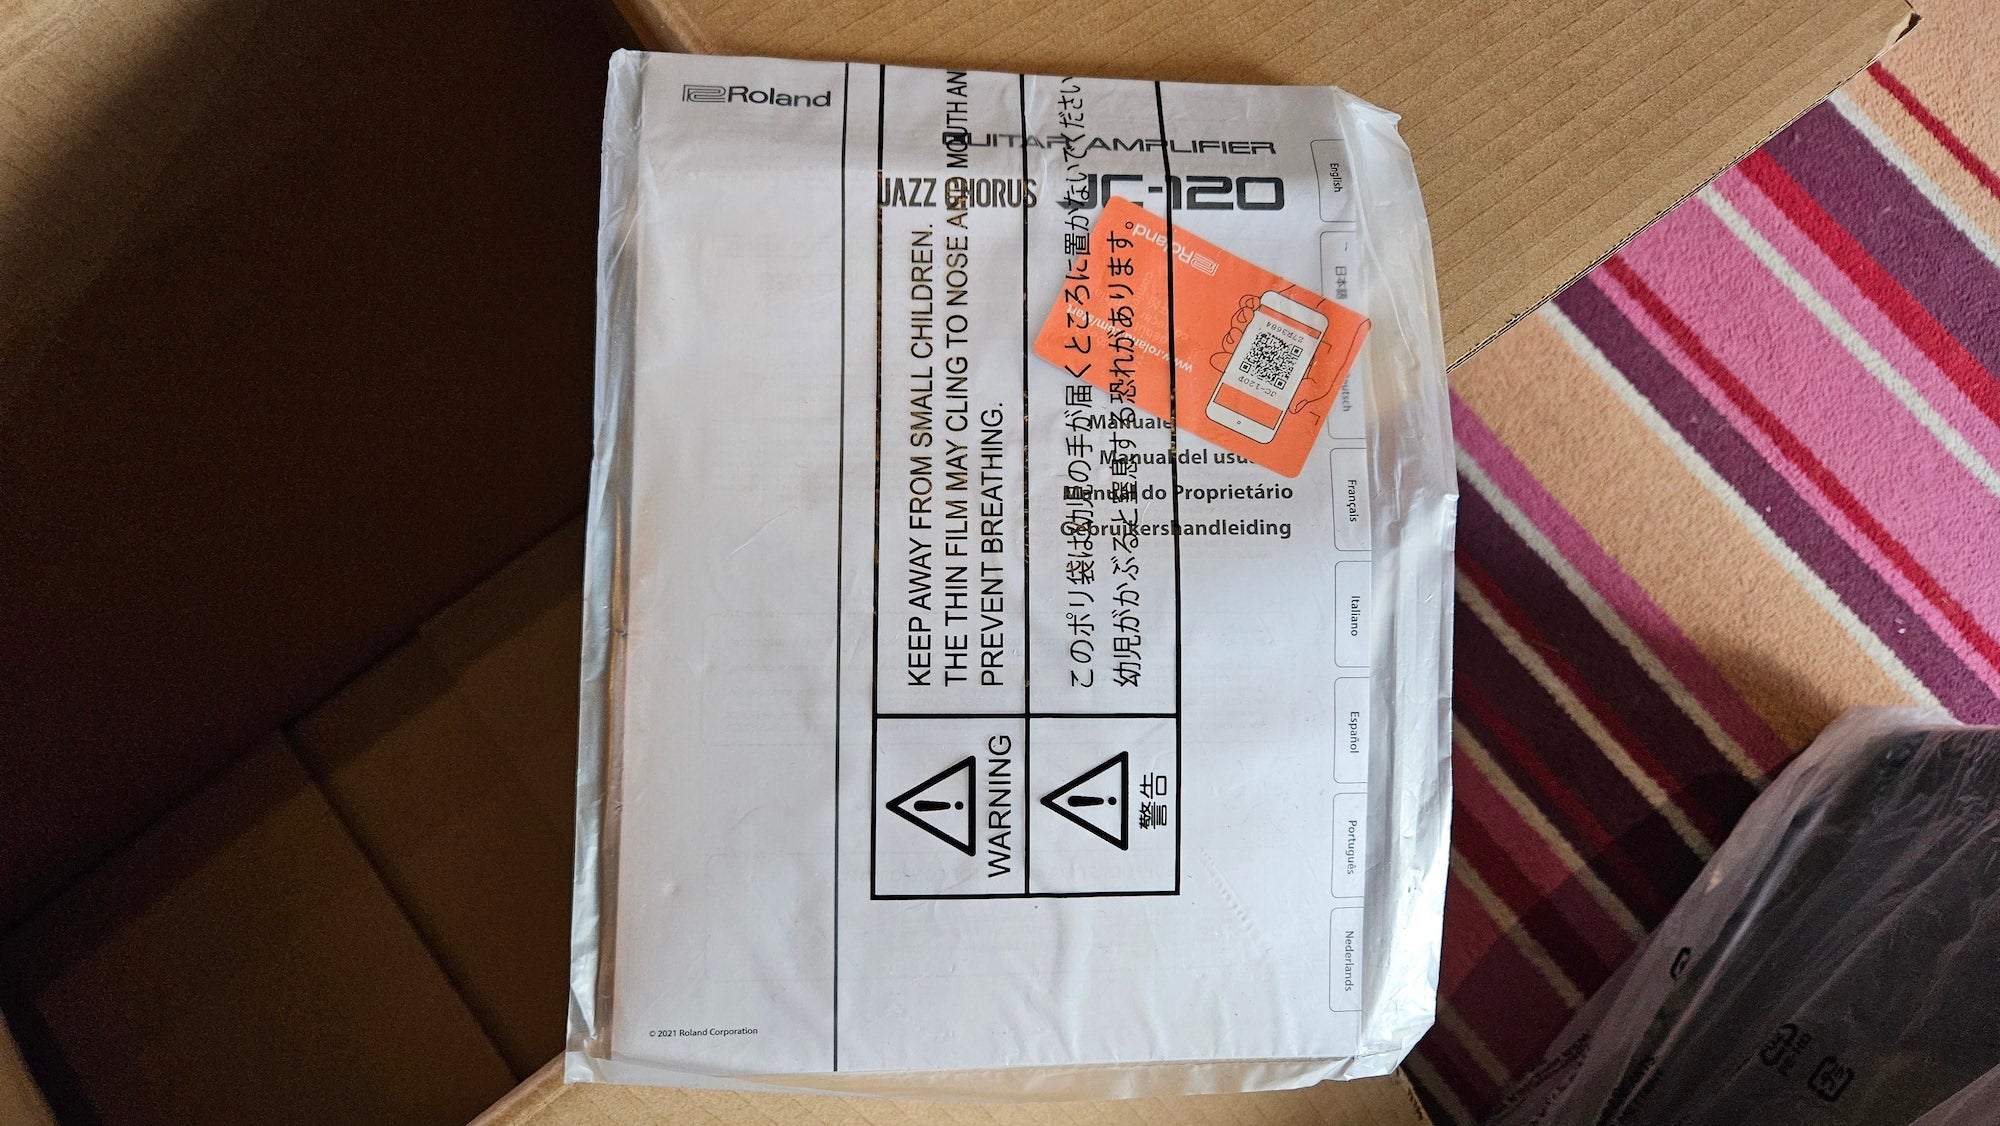 Roland
GUITAR AMPLIFIER
JAZZ CHORUS JC-120
Manuale
Manual del
Manual do Proprietário
Gebruikershandleiding
© 2021 Roland Corporation
English
日本語
Français
Italiano
Español
Português
Nederlands
Roland
JC-120P
Z7R3684
WARNING
KEEP AWAY FROM SMALL CHILDREN.
THE THIN FILM MAY CLING TO NOSE AND MOUTH AN
PREVENT BREATHING.
警告
このポリ袋は幼児の手が届くところに置かないでください
幼児がかぶると窒息する恐れがあります。